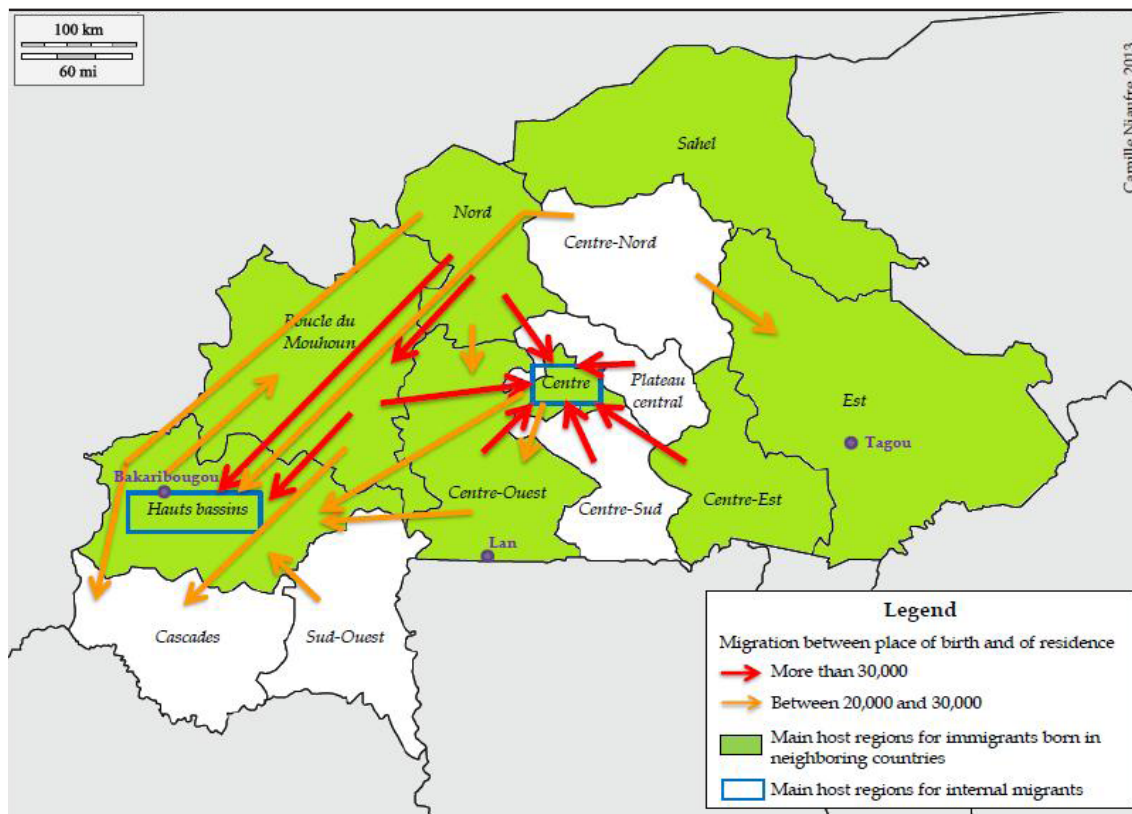 100 km
60 mi
Camille Niaufre, 2013
Sahel
Nord
Centre-Nord
Boucle du
Mouhoun
Centre
Plateau
central
Est
Tagou
Bakaribougou
Hauts bassins
Centre-Ouest
Centre-Sud
Centre-Est
Lan
Cascades
Sud-Ouest
Legend
Migration between place of birth and of residence
More than 30,000
Between 20,000 and 30,000
Main host regions for immigrants born in
neighboring countries
Main host regions for internal migrants